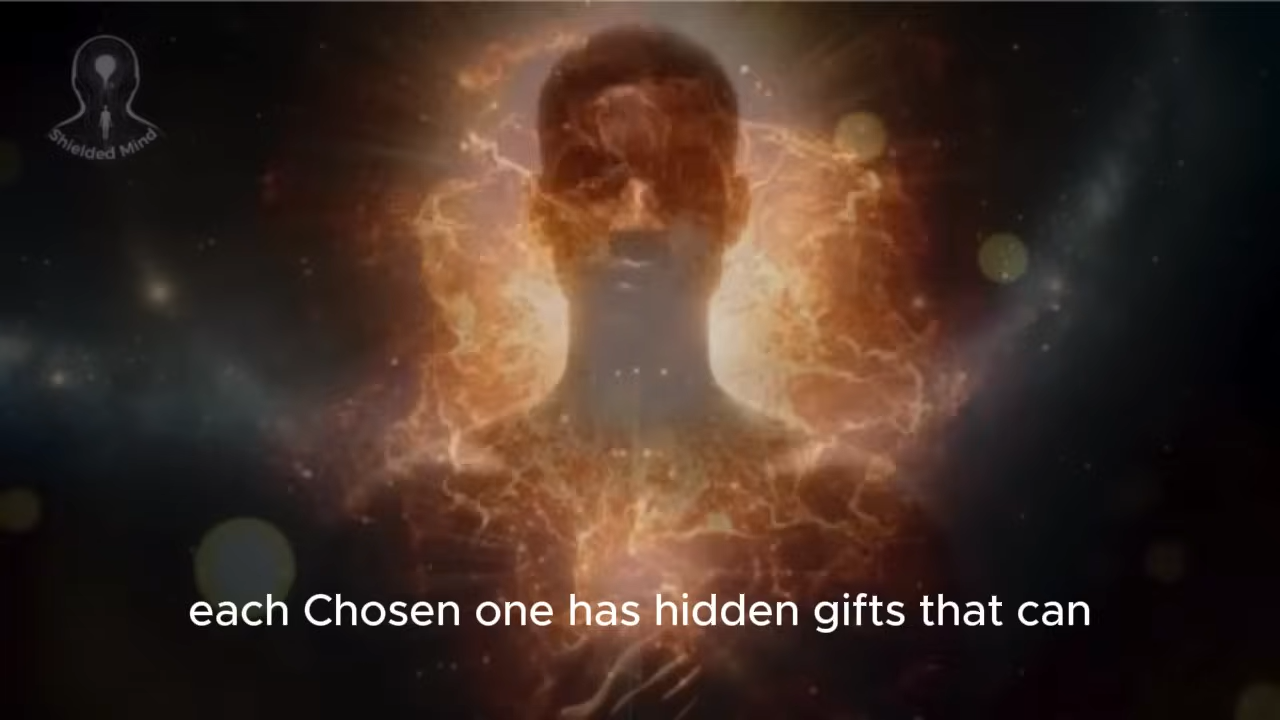 Shielded Mind
each Chosen one has hidden gifts that can